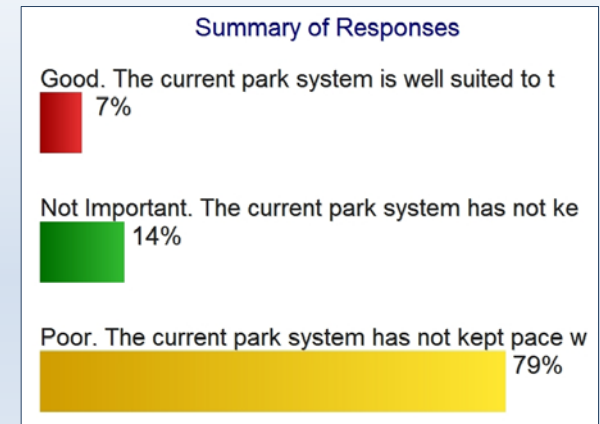 Summary of Responses
Good. The current park system is well suited to t
7%
Not Important. The current park system has not ke
14%
Poor. The current park system has not kept pace w
79%